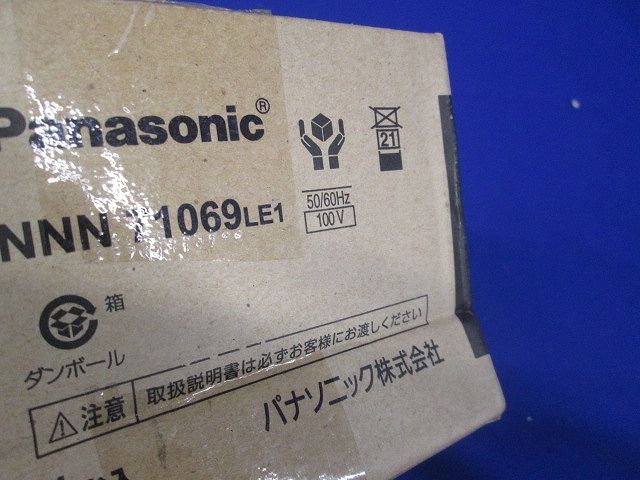 Panasonic®
21
NNN 1069LE1
50/60Hz
100V
箱
ダンボール
注意 取扱説明書は必ずお客様にお渡しください
パナソニック株式会社